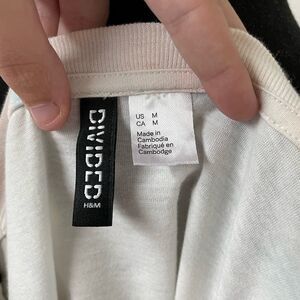 DIVIDED
H&M
US M
CA M
Made in
Cambodia
Fabriqué en
Cambodge